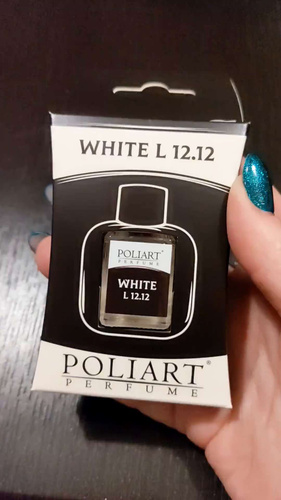 WHITE L 12.12
POLIART
PERFUME
WHITE
L 12.12
POLIART®
PERFUME